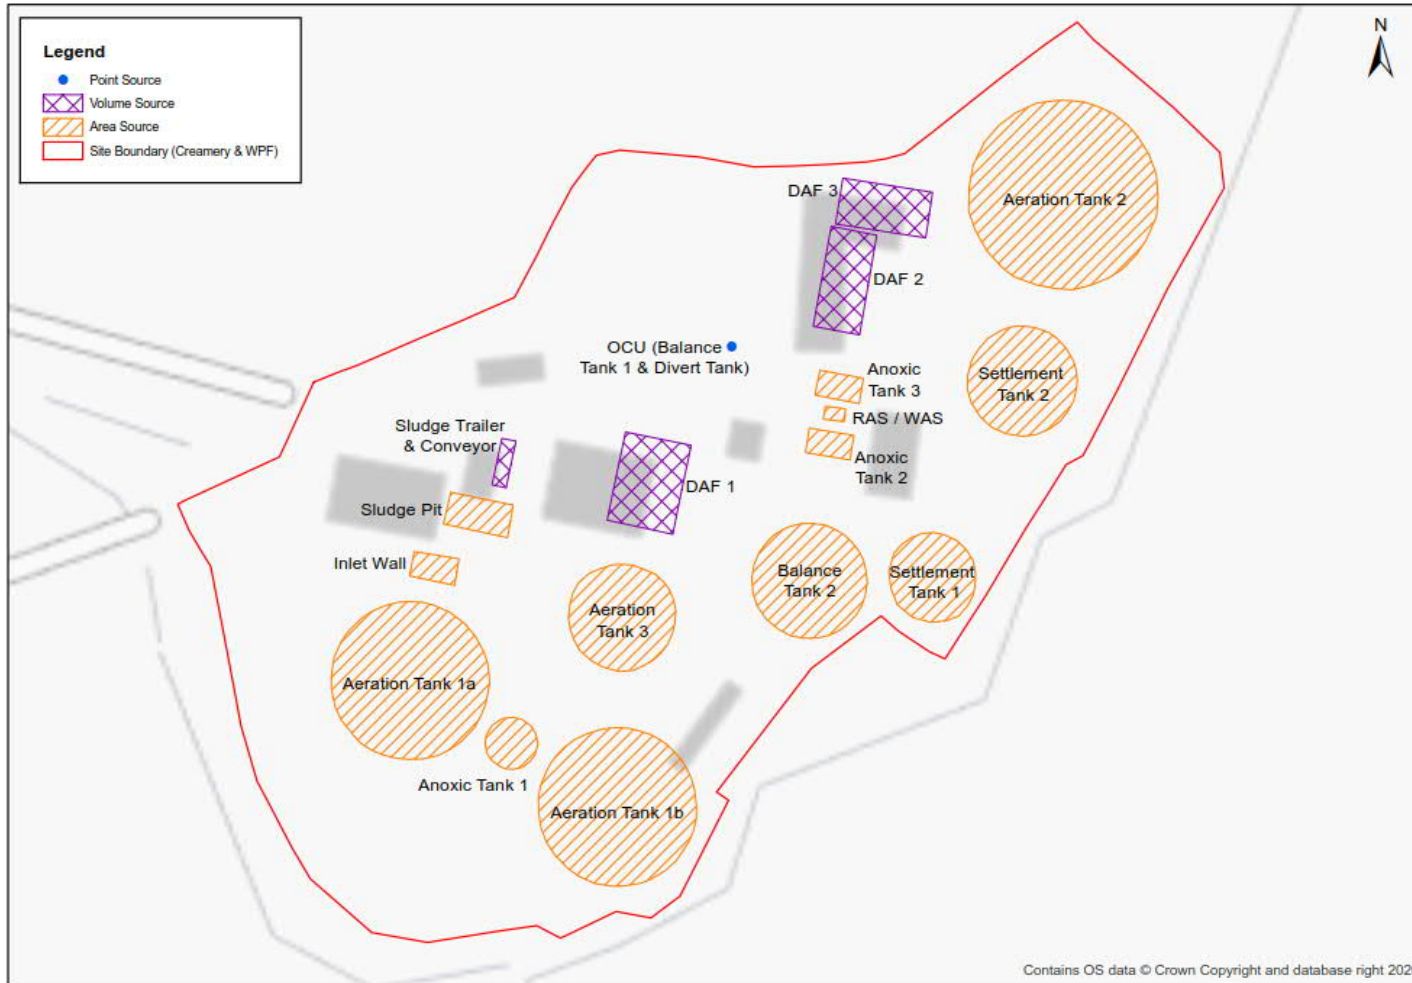 N
Legend
Point Source
Volume Source
Area Source
Site Boundary (Creamery & WPF)
DAF 3
Aeration Tank 2
DAF 2
OCU (Balance
Tank 1 & Divert Tank)
Anoxic
Tank 3
Settlement
Tank 2
RAS / WAS
Sludge Trailer
& Conveyor
Anoxic
Tank 2
DAF 1
Sludge Pit
Inlet Wall
Balance
Tank 2
Settlement
Tank 1
Aeration
Tank 3
Aeration Tank 1a
Anoxic Tank 1
Aeration Tank 1b
Contains OS data © Crown Copyright and database right 202